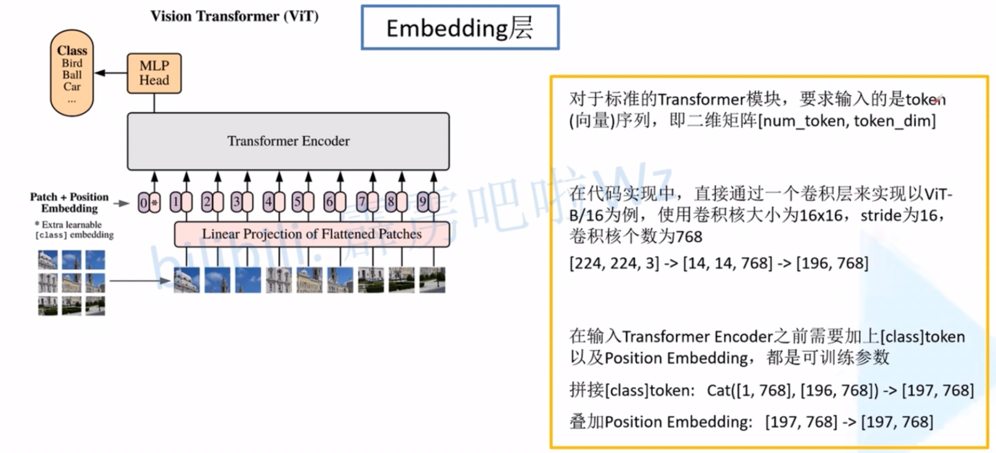 Vision Transformer (ViT)
Embedding层
Class
Bird
Ball
Car
...
MLP
Head
Transformer Encoder
Patch + Position
Embedding
* Extra learnable
[class] embedding
0 * 1 2 3 4 5 6 7 8 9
Linear Projection of Flattened Patches
对于标准的Transformer模块，要求输入的是token
(向量)序列，即二维矩阵[num_token, token_dim]
在代码实现中，直接通过一个卷积层来实现以ViT-
B/16为例，使用卷积核大小为16x16，stride为16，
卷积核个数为768
[224, 224, 3] -> [14, 14, 768] -> [196, 768]
在输入Transformer Encoder之前需要加上[class]token
以及Position Embedding，都是可训练参数
拼接[class]token: Cat([1, 768], [196, 768]) -> [197, 768]
叠加Position Embedding: [197, 768] -> [197, 768]
bilibili: 霹雳吧啦Wz